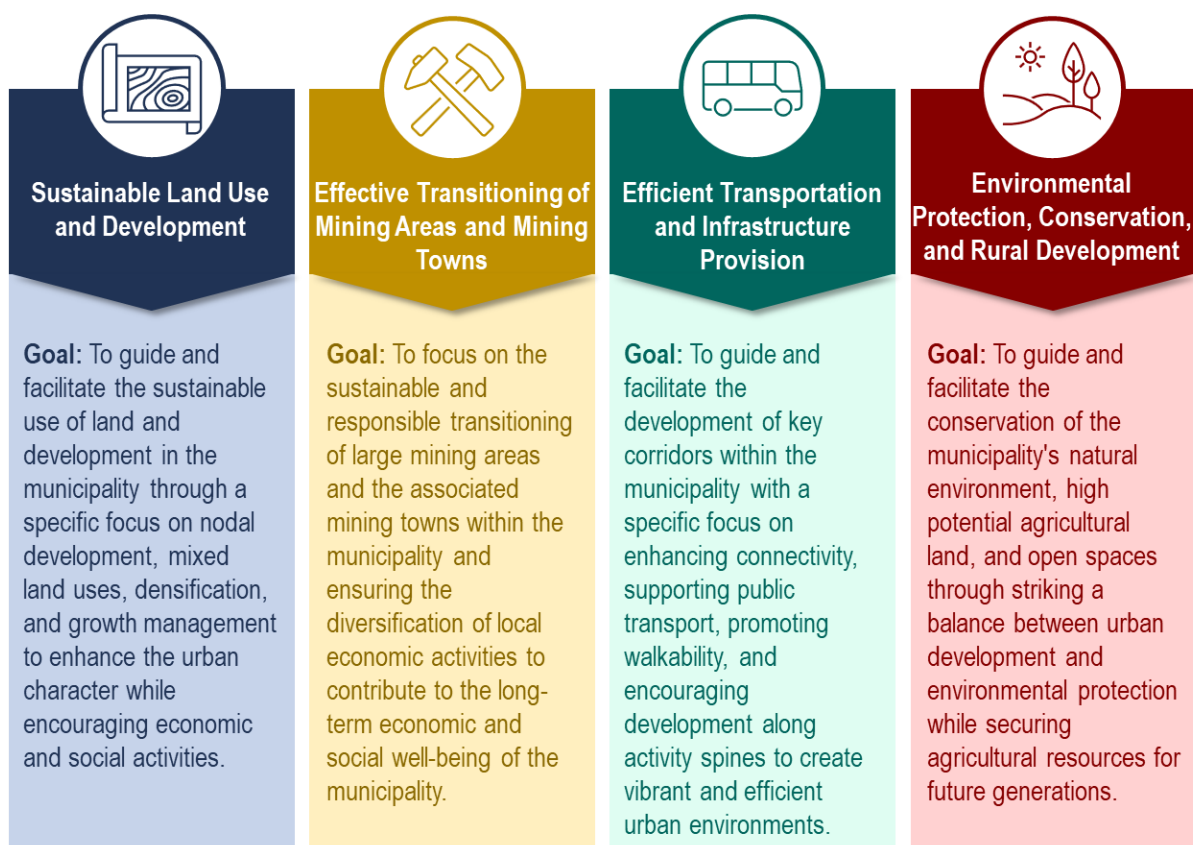 Sustainable Land Use
and Development
Goal: To guide and
facilitate the sustainable
use of land and
development in the
municipality through a
specific focus on nodal
development, mixed
land uses, densification,
and growth management
to enhance the urban
character while
encouraging economic
and social activities.
Effective Transitioning of
Mining Areas and Mining
Towns
Goal: To focus on the
sustainable and
responsible transitioning
of large mining areas
and the associated
mining towns within the
municipality and
ensuring the
diversification of local
economic activities to
contribute to the long-
term economic and
social well-being of the
municipality.
Efficient Transportation
and Infrastructure
Provision
Goal: To guide and
facilitate the
development of key
corridors within the
municipality with a
specific focus on
enhancing connectivity,
supporting public
transport, promoting
walkability, and
encouraging
development along
activity spines to create
vibrant and efficient
urban environments.
Environmental
Protection, Conservation,
and Rural Development
Goal: To guide and
facilitate the
conservation of the
municipality's natural
environment, high
potential agricultural
land, and open spaces
through striking a
balance between urban
development and
environmental protection
while securing
agricultural resources for
future generations.